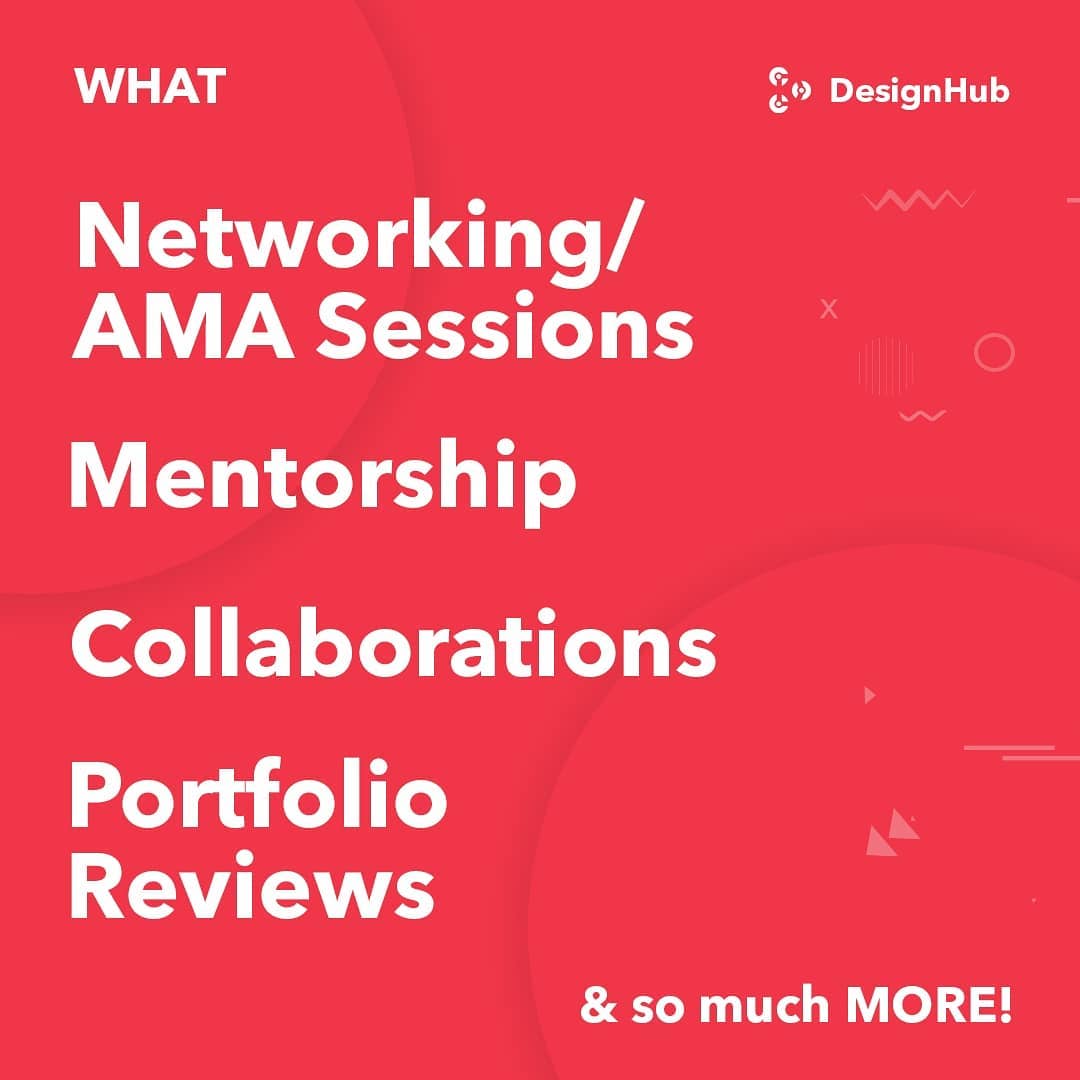 WHAT
DesignHub
Networking/
AMA Sessions
Mentorship
Collaborations
Portfolio
Reviews
& so much MORE!